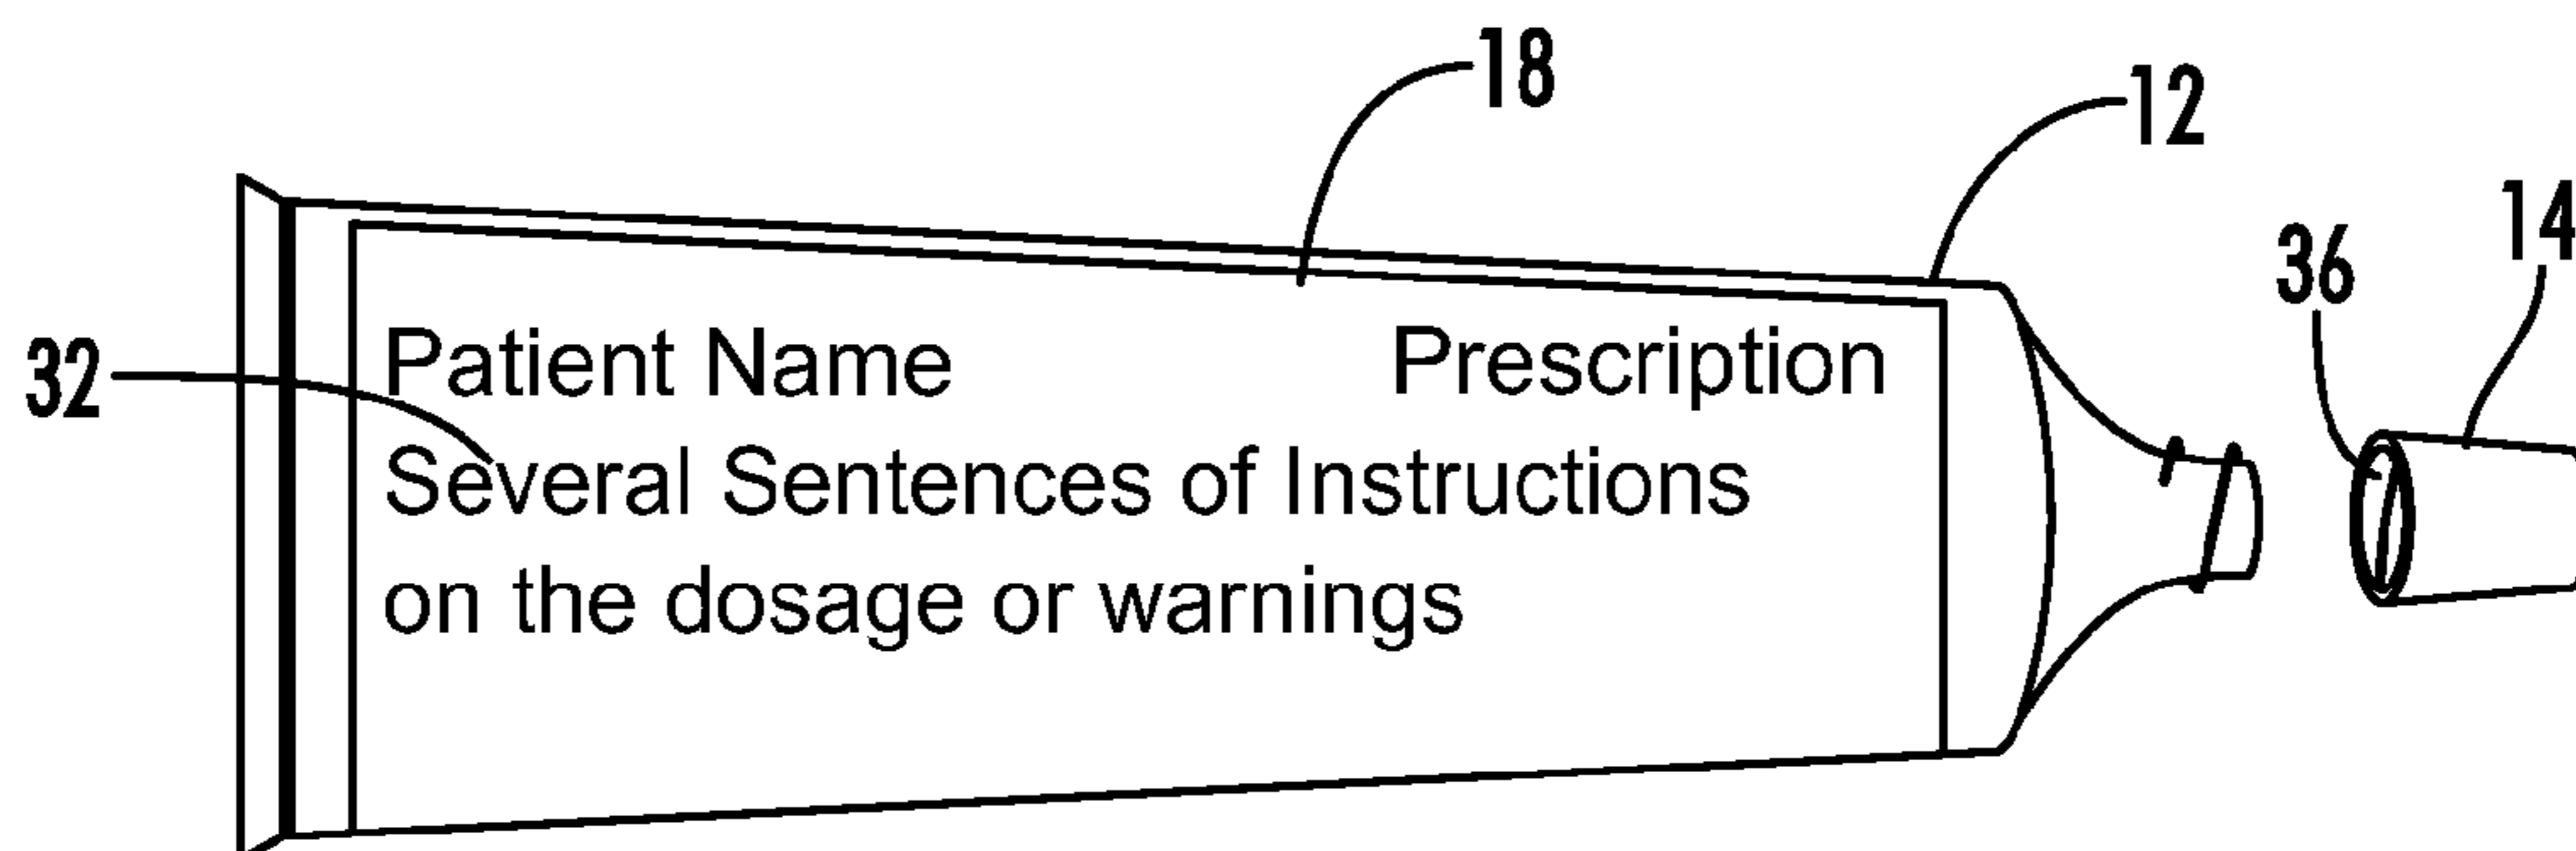 18
12
14
36
32
Patient Name Prescription
Several Sentences of Instructions
on the dosage or warnings